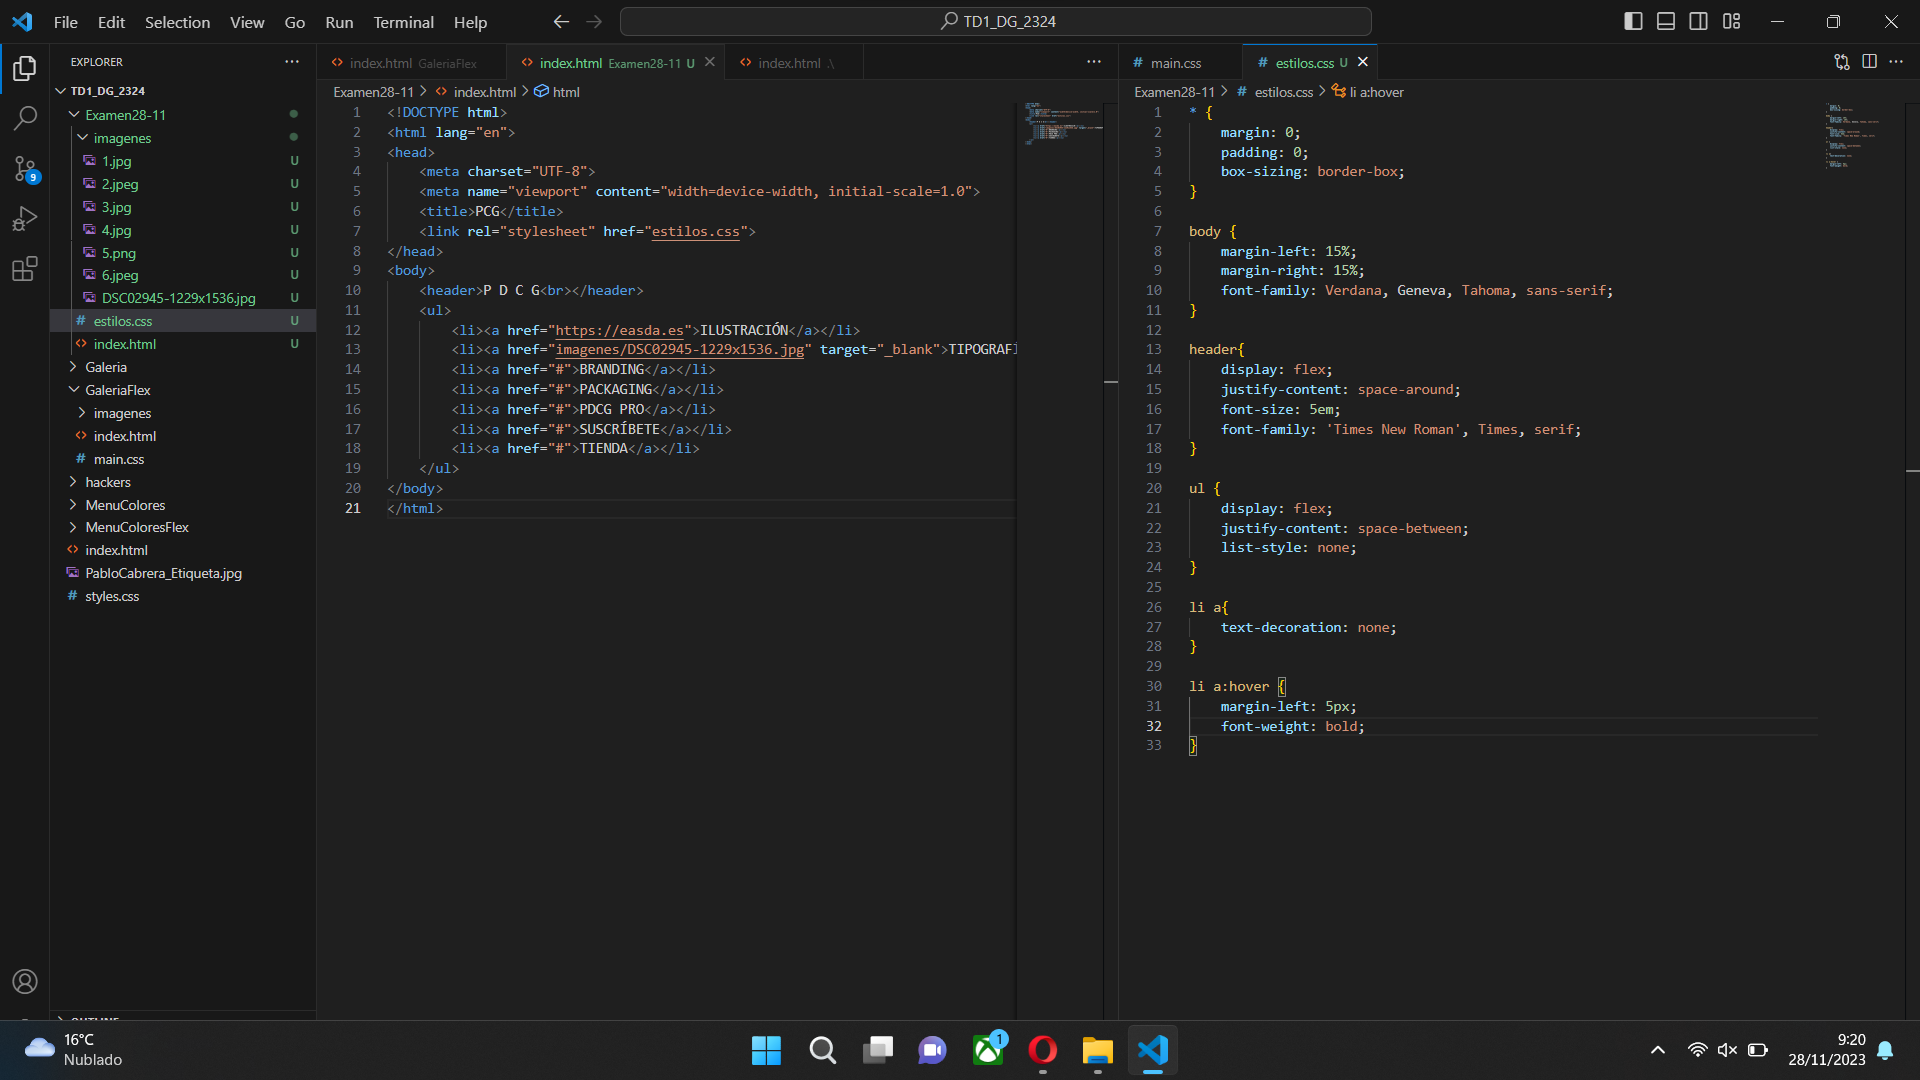 File Edit Selection View Go Run Terminal Help
TD1_DG_2324
EXPLORER
TD1_DG_2324
Examen28-11
imagenes
1.jpg U
2.jpeg U
3.jpg U
4.jpg U
5.png U
6.jpeg U
DSC02945-1229x1536.jpg U
estilos.css U
index.html U
Galeria
GaleriaFlex
imagenes
index.html
main.css
hackers
MenuColores
MenuColoresFlex
index.html
PabloCabrera_Etiqueta.jpg
styles.css
9
index.html GaleriaFlex index.html Examen28-11 U index.html .\
Examen28-11 > index.html > html
1 <!DOCTYPE html>
2 <html lang="en">
3 <head>
4 <meta charset="UTF-8">
5 <meta name="viewport" content="width=device-width, initial-scale=1.0">
6 <title>PCG</title>
7 <link rel="stylesheet" href="estilos.css">
8 </head>
9 <body>
10 <header>P D C G<br></header>
11 <ul>
12 <li><a href="https://easda.es">ILUSTRACIÓN</a></li>
13 <li><a href="imagenes/DSC02945-1229x1536.jpg" target="_blank">TIPOGRAFÍ
14 <li><a href="#">BRANDING</a></li>
15 <li><a href="#">PACKAGING</a></li>
16 <li><a href="#">PDCG PRO</a></li>
17 <li><a href="#">SUSCRÍBETE</a></li>
18 <li><a href="#">TIENDA</a></li>
19 </ul>
20 </body>
21 </html>
main.css estilos.css U
Examen28-11 > estilos.css > li a:hover
1 * {
2 margin: 0;
3 padding: 0;
4 box-sizing: border-box;
5 }
6
7 body {
8 margin-left: 15%;
9 margin-right: 15%;
10 font-family: Verdana, Geneva, Tahoma, sans-serif;
11 }
12
13 header{
14 display: flex;
15 justify-content: space-around;
16 font-size: 5em;
17 font-family: 'Times New Roman', Times, serif;
18 }
19
20 ul {
21 display: flex;
22 justify-content: space-between;
23 list-style: none;
24 }
25
26 li a{
27 text-decoration: none;
28 }
29
30 li a:hover {
31 margin-left: 5px;
32 font-weight: bold;
33 }
16°C
Nublado
1
9:20
28/11/2023